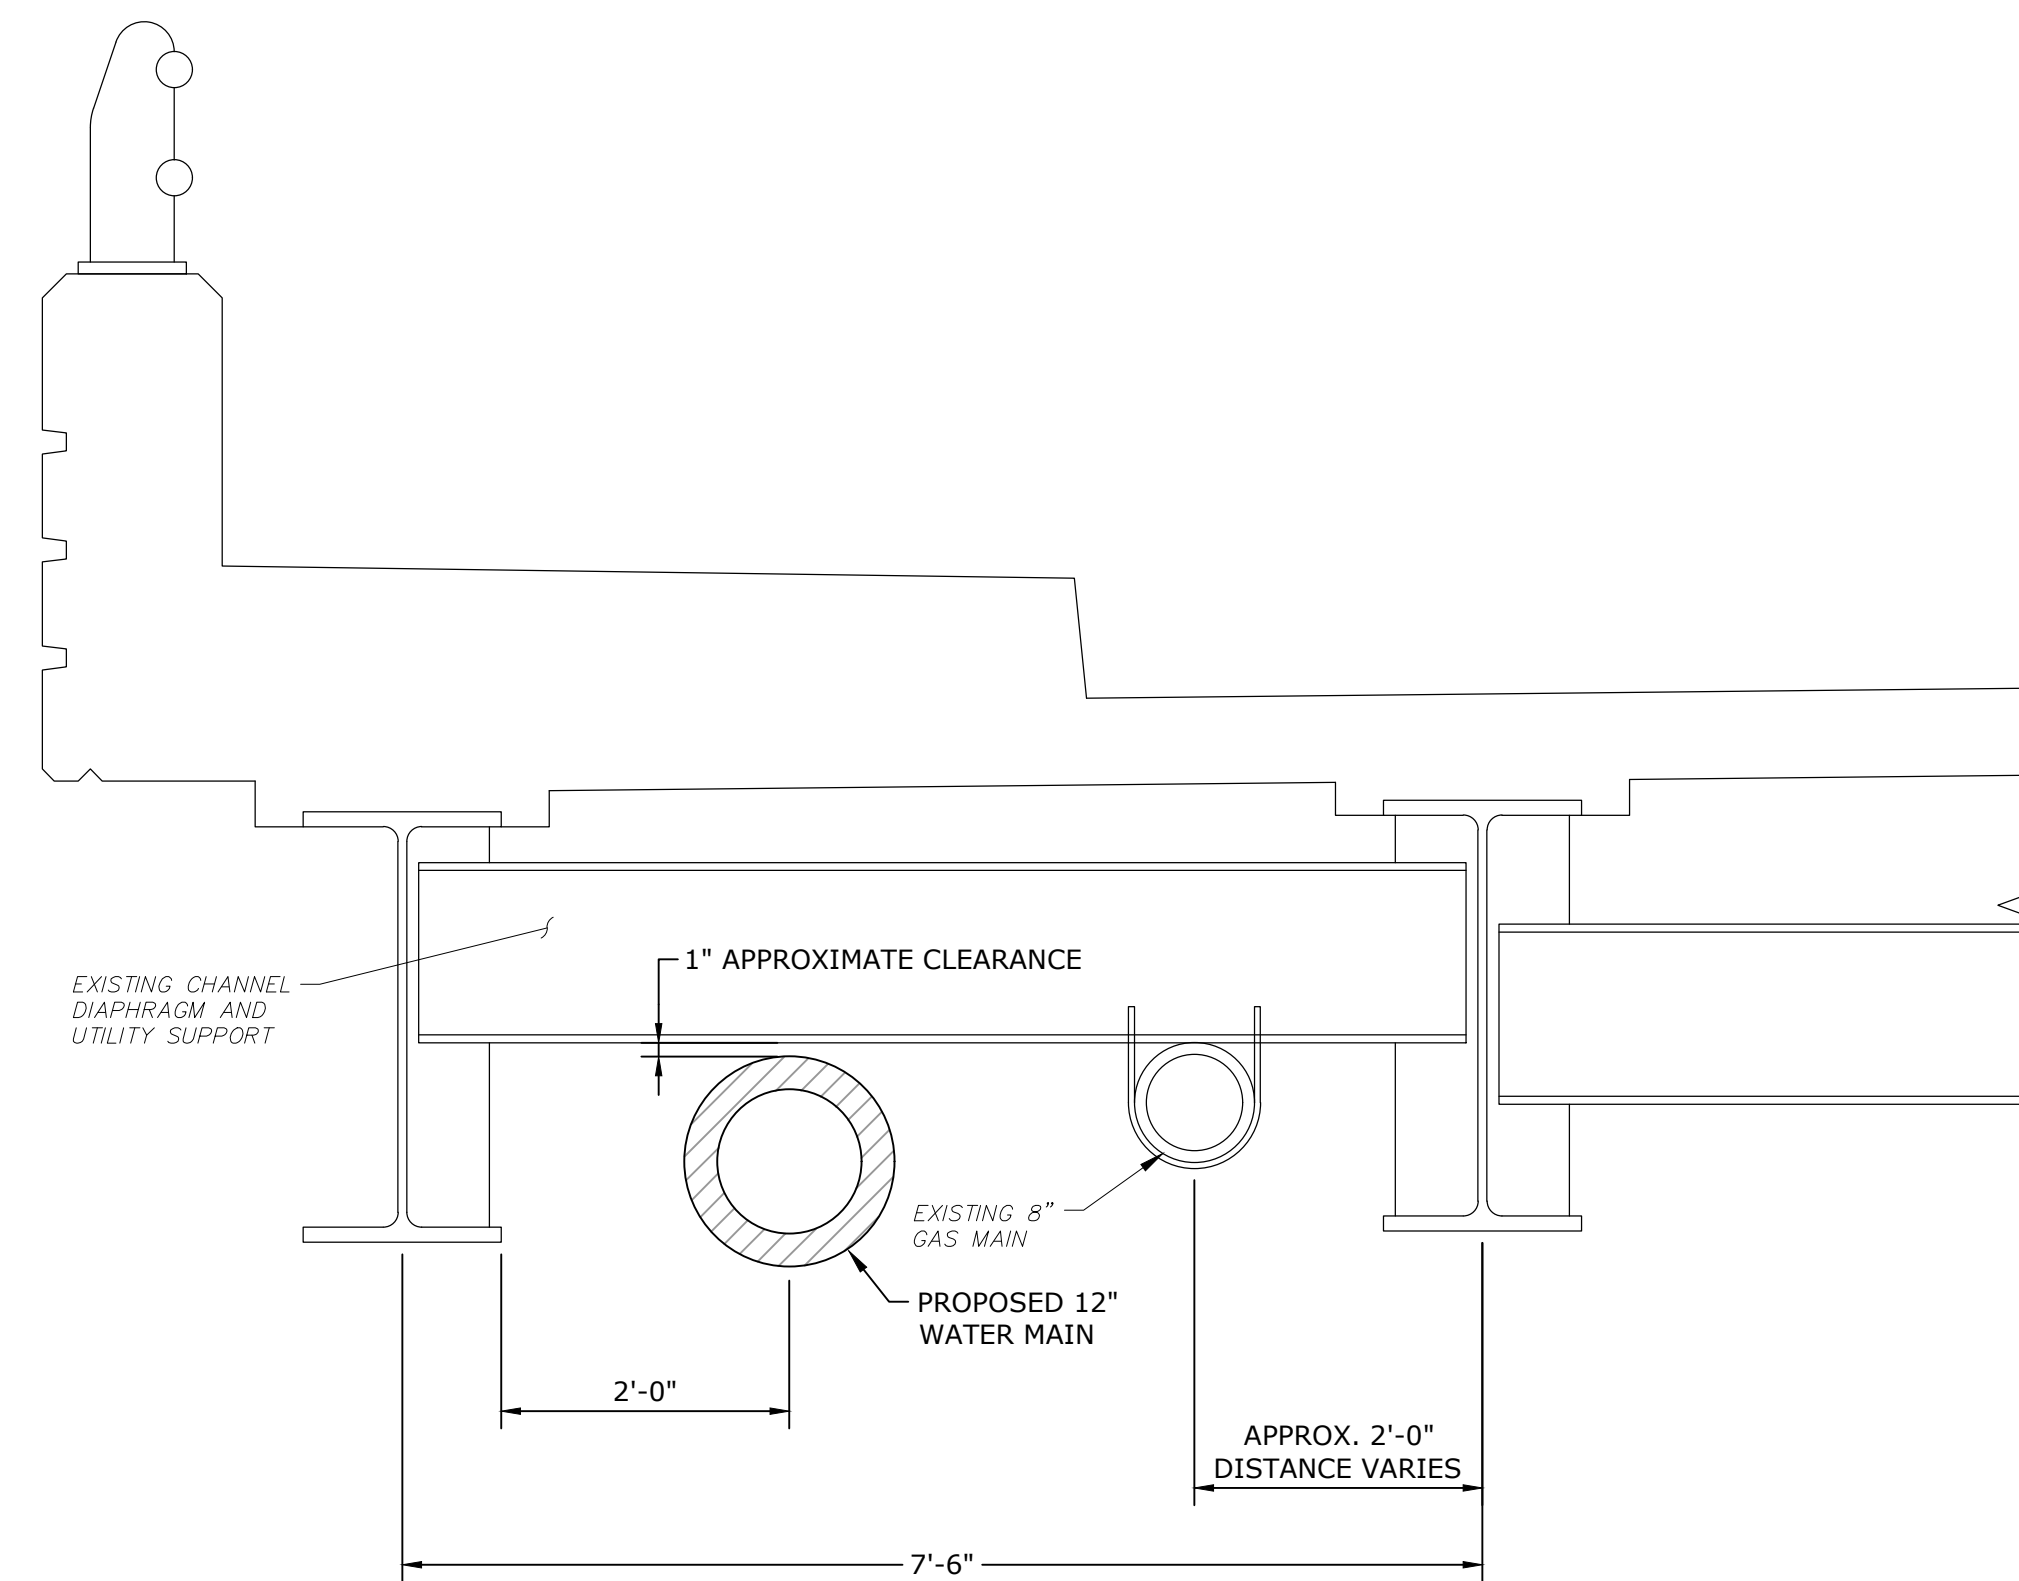 1" APPROXIMATE CLEARANCE
EXISTING CHANNEL
DIAPHRAGM AND
UTILITY SUPPORT
EXISTING 8”
GAS MAIN
PROPOSED 12"
WATER MAIN
2'-0"
APPROX. 2'-0"
DISTANCE VARIES
7'-6"